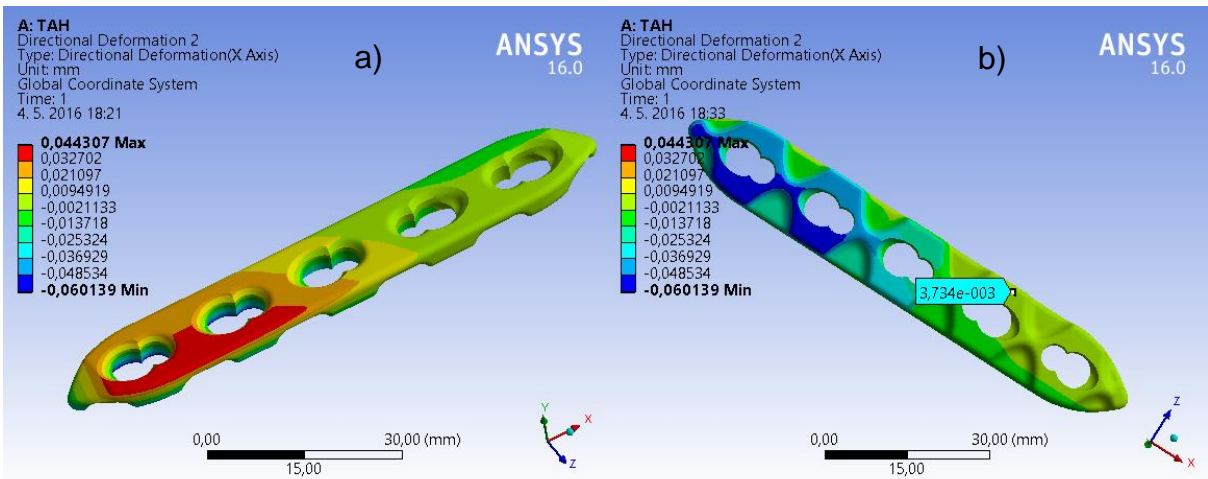 A: TAH
Directional Deformation 2
Type: Directional Deformation(X Axis)
Unit: mm
Global Coordinate System
Time: 1
4. 5. 2016 18:21
a)
ANSYS
16.0
0,044307 Max
0,032702
0,021097
0,0094919
-0,0021133
-0,013718
-0,025324
-0,036929
-0,048534
-0,060139 Min
0,00
30,00 (mm)
15,00
Y
X
Z
A: TAH
Directional Deformation 2
Type: Directional Deformation(X Axis)
Unit: mm
Global Coordinate System
Time: 1
4. 5. 2016 18:33
b)
ANSYS
16.0
0,044307 Max
0,032702
0,021097
0,0094919
-0,0021133
-0,013718
-0,025324
-0,036929
-0,048534
-0,060139 Min
3,734e-003
0,00
30,00 (mm)
15,00
Z
X